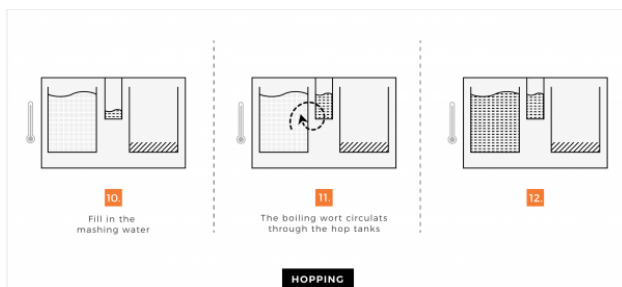 10.
Fill in the
mashing water
11.
The boiling wort circulats
through the hop tanks
12.
HOPPING